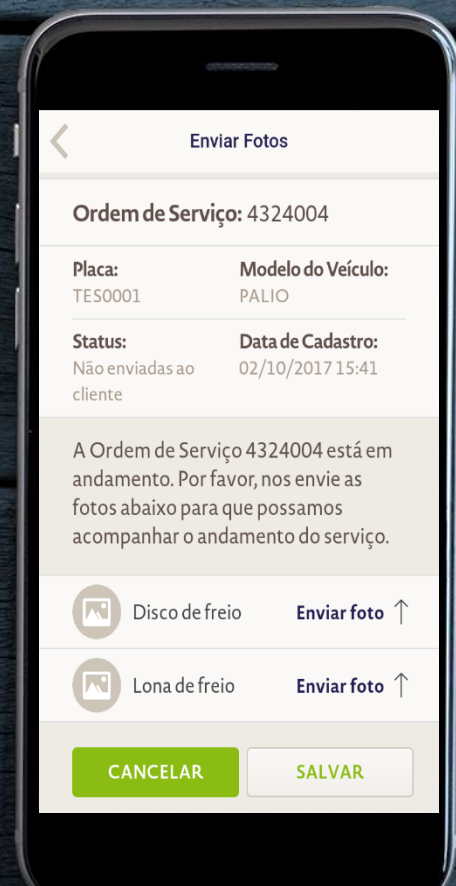 Enviar Fotos
Ordem de Serviço: 4324004
Placa: Modelo do Veículo:
TES0001 PALIO
Status: Data de Cadastro:
Não enviadas ao 02/10/2017 15:41
cliente
A Ordem de Serviço 4324004 está em
andamento. Por favor, nos envie as
fotos abaixo para que possamos
acompanhar o andamento do serviço.
Disco de freio Enviar foto
Lona de freio Enviar foto
CANCELAR SALVAR